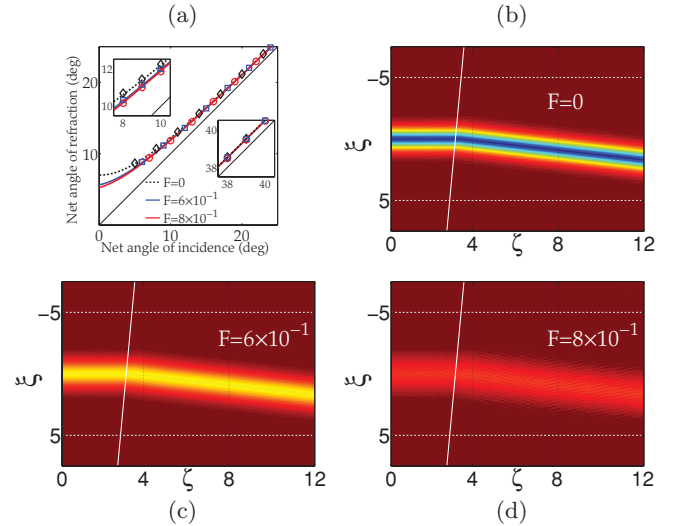 (a)
(b)
Net angle of refraction (deg)
20
10
0
0
10
20
Net angle of incidence (deg)
12
10
8
10
40
38
38
40
F=0
F=6×10⁻¹
F=8×10⁻¹
F=0
-5
ξ
5
0
4
ζ
8
12
F=6×10⁻¹
-5
ξ
5
0
4
ζ
8
12
F=8×10⁻¹
-5
ξ
5
0
4
ζ
8
12
(c)
(d)